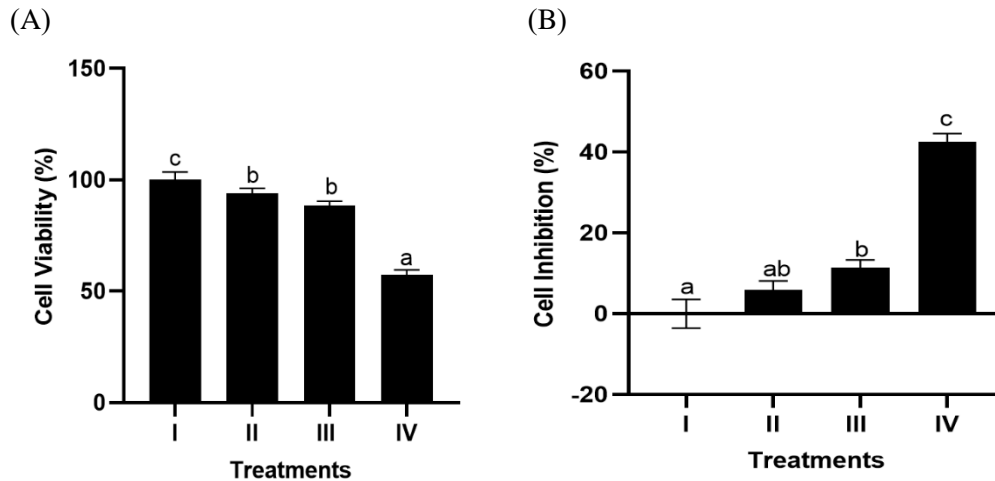 (A)
Cell Viability (%)
150
100
50
0
c
b
b
a
I II III IV
Treatments
(B)
Cell Inhibition (%)
60
40
20
0
-20
a
ab
b
c
I II III IV
Treatments